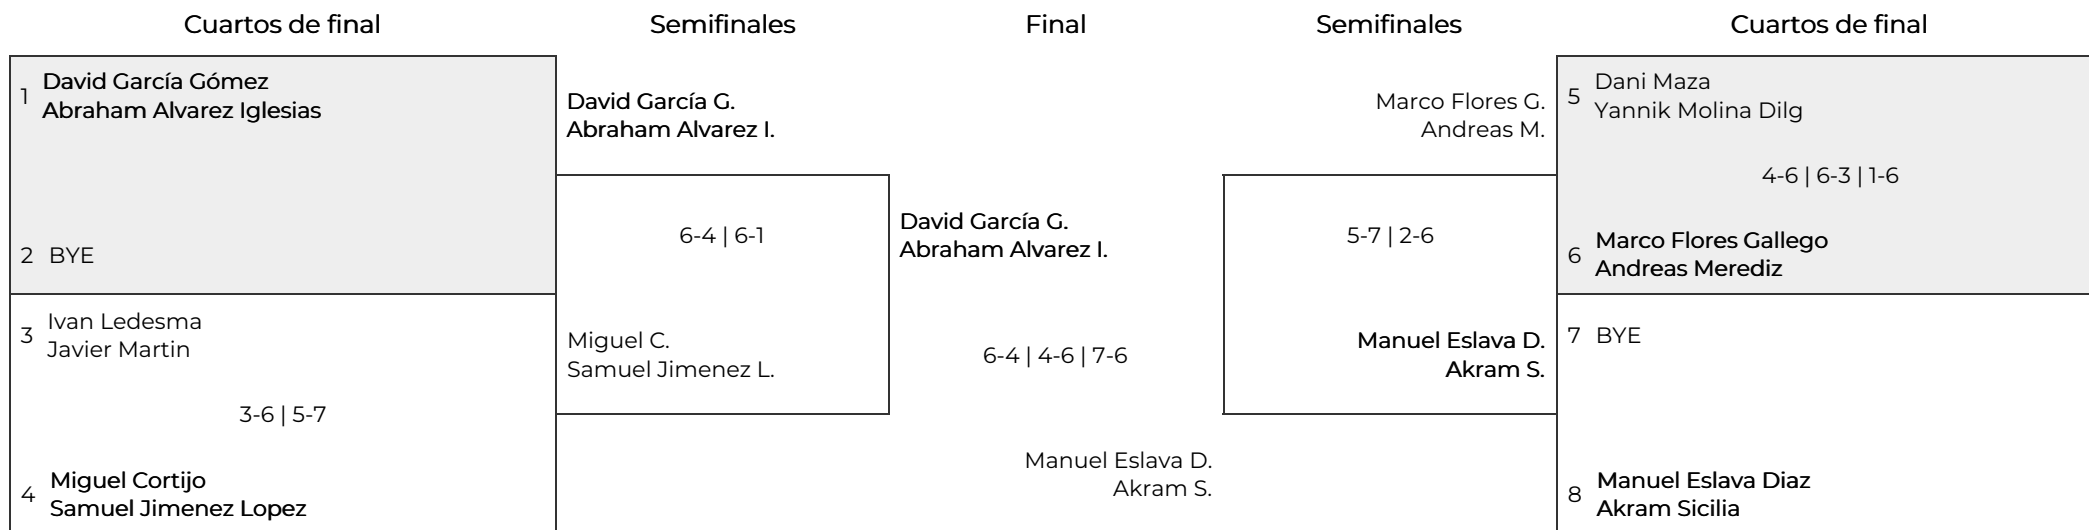 Cuartos de final
Semifinales
Final
Semifinales
Cuartos de final
1
David García Gómez
Abraham Alvarez Iglesias
2 BYE
3
Ivan Ledesma
Javier Martin
3-6 | 5-7
4
Miguel Cortijo
Samuel Jimenez Lopez
David García G.
Abraham Alvarez I.
6-4 | 6-1
Miguel C.
Samuel Jimenez L.
David García G.
Abraham Alvarez I.
6-4 | 4-6 | 7-6
Manuel Eslava D.
Akram S.
Marco Flores G.
Andreas M.
5-7 | 2-6
Manuel Eslava D.
Akram S.
5
Dani Maza
Yannik Molina Dilg
4-6 | 6-3 | 1-6
6
Marco Flores Gallego
Andreas Merediz
7 BYE
8
Manuel Eslava Diaz
Akram Sicilia